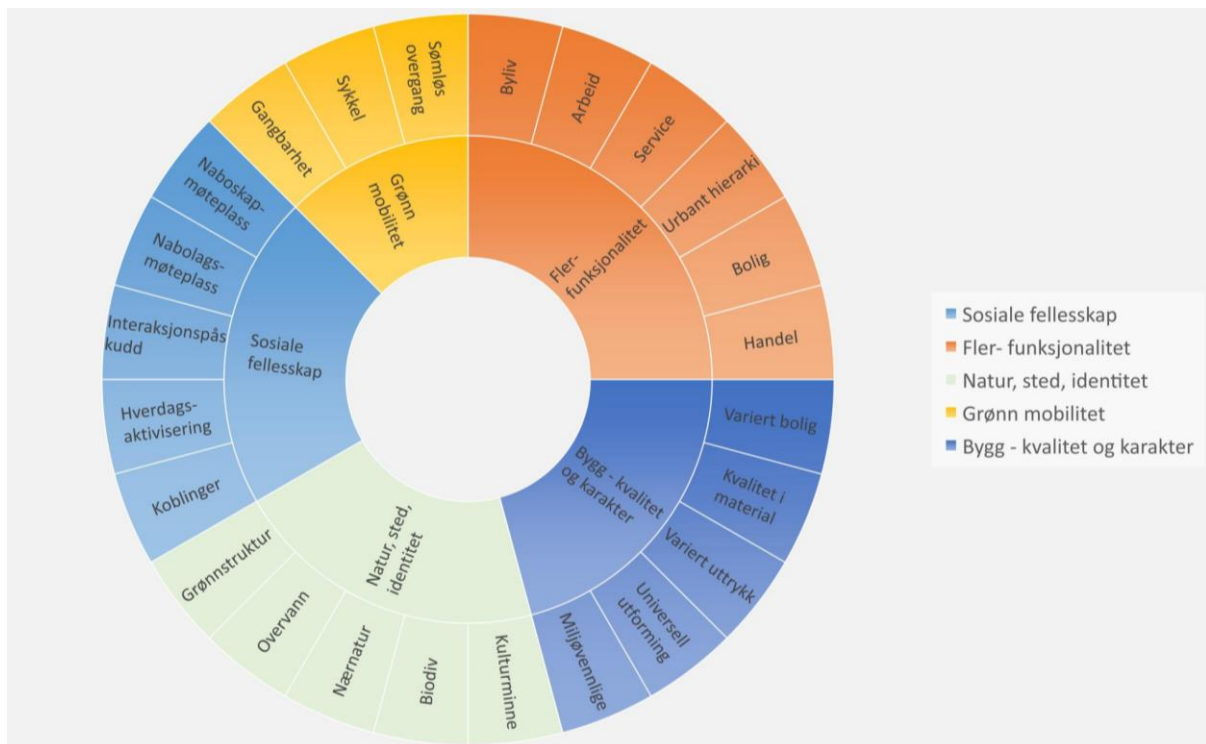 Byliv
Arbeid
Service
Urbant hierarki
Bolig
Handel
Fler-
funksjonalitet
Variert bolig
Kvalitet i
material
Variert uttrykk
Universell
utforming
Miljøvennlige
Bygg - kvalitet
og karakter
Kulturminne
Biodiv
Nærnatur
Overvann
Grønnstruktur
Natur, sted,
identitet
Koblinger
Hverdags-
aktivisering
Interaksjonspås
kudd
Nabolags-
møteplass
Naboskap-
møteplass
Sosiale
fellesskap
Gangbarhet
Sykkel
Sømløs
overgang
Grønn
mobilitet
Sosiale fellesskap
Fler- funksjonalitet
Natur, sted, identitet
Grønn mobilitet
Bygg - kvalitet og karakter